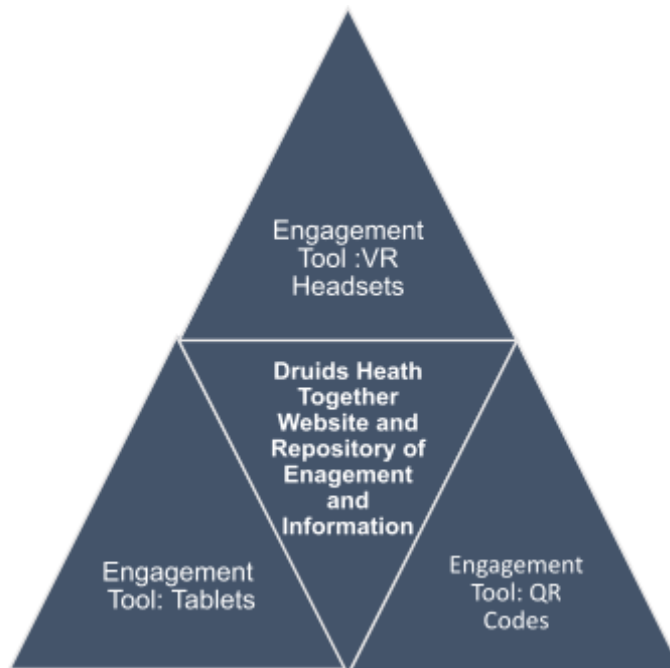 Engagement
Tool :VR
Headsets
Druids Heath
Together
Website and
Repository of
Enagement
and
Information
Engagement
Tool: Tablets
Engagement
Tool: QR
Codes